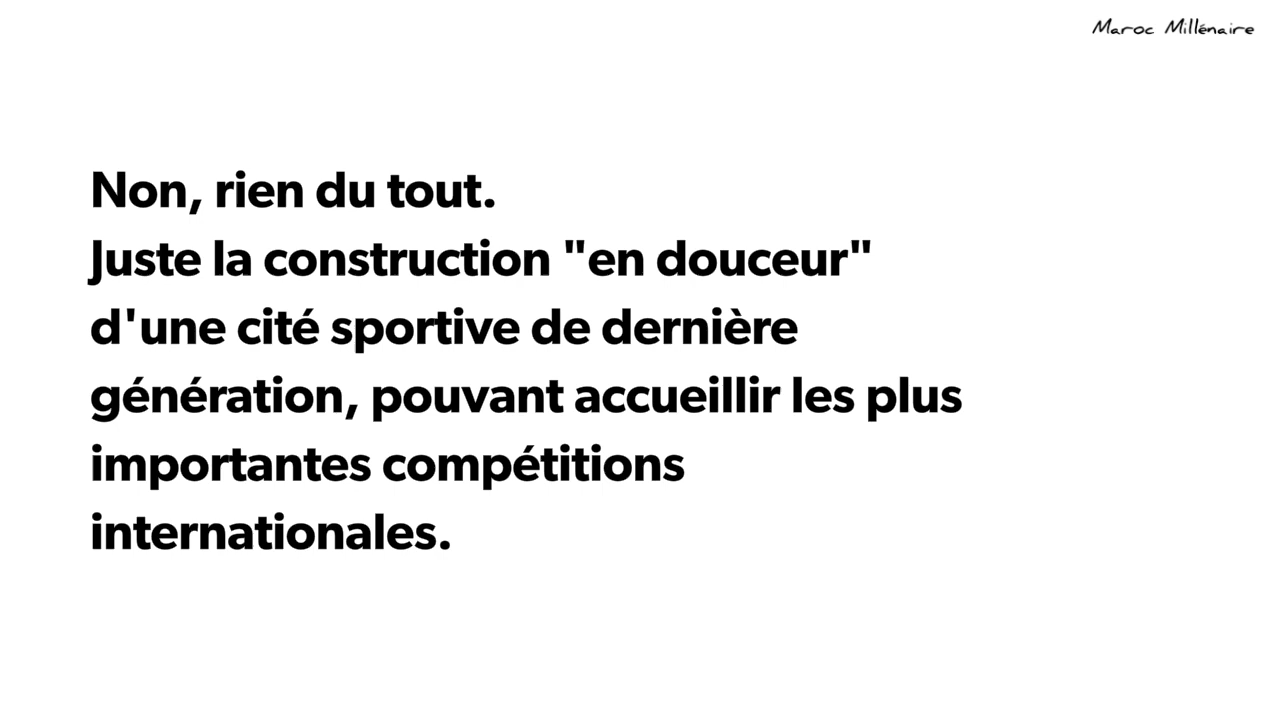 Maroc Millénaire
Non, rien du tout.
Juste la construction "en douceur"
d'une cité sportive de dernière
génération, pouvant accueillir les plus
importantes compétitions
internationales.